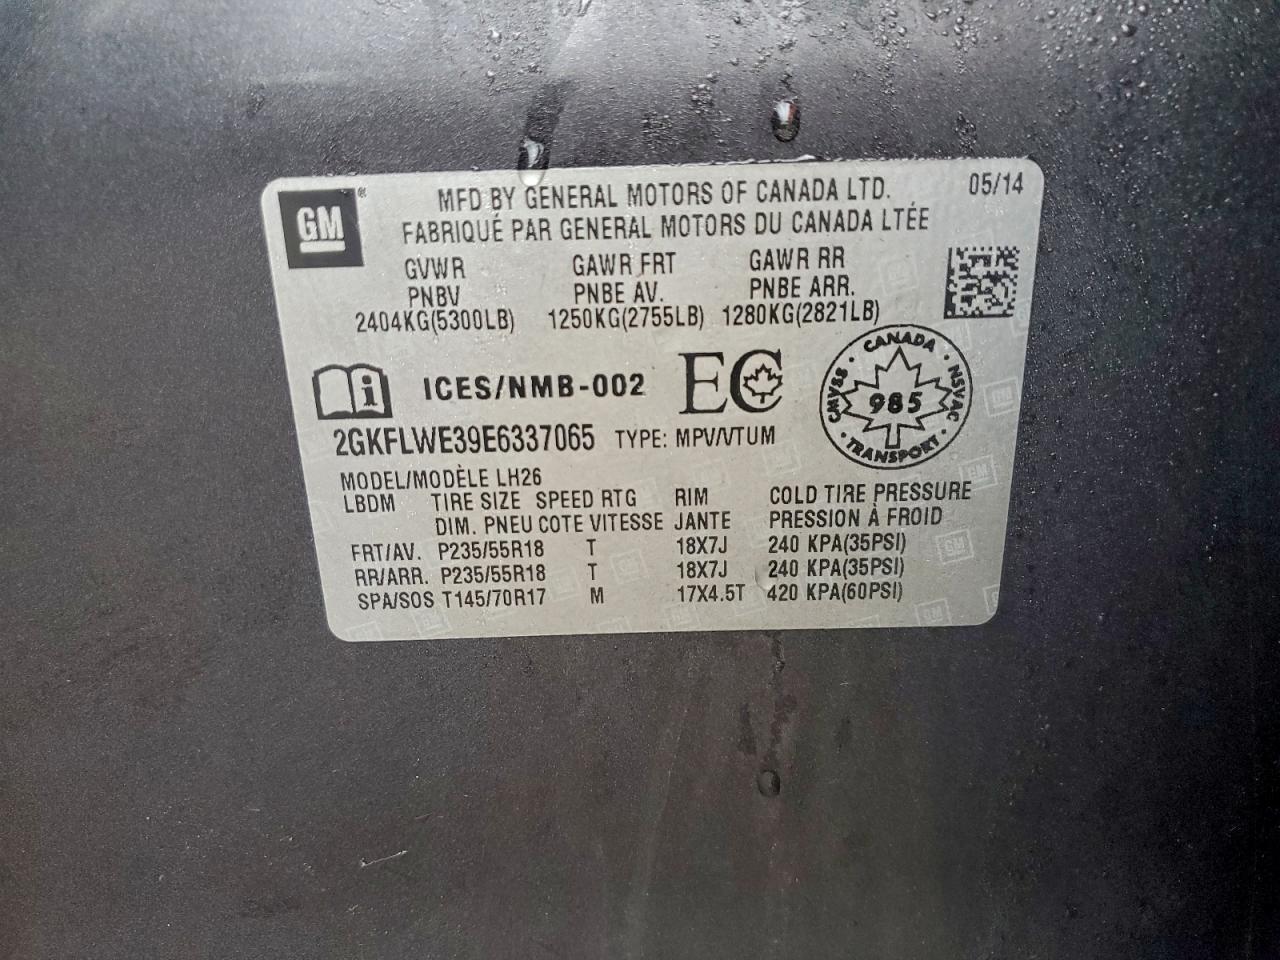 GM®
MFD BY GENERAL MOTORS OF CANADA LTD. 05/14
FABRIQUÉ PAR GENERAL MOTORS DU CANADA LTÉE
GVWR GAWR FRT GAWR RR
PNBV PNBE AV. PNBE ARR.
2404KG(5300LB) 1250KG(2755LB) 1280KG(2821LB)
ICES/NMB-002 EC
CANADA
CMVSS 985 NSVAC
TRANSPORT
2GKFLWE39E6337065 TYPE: MPV/VTUM
MODEL/MODÈLE LH26
LBDM TIRE SIZE SPEED RTG RIM COLD TIRE PRESSURE
DIM. PNEU COTE VITESSE JANTE PRESSION À FROID
FRT/AV. P235/55R18 T 18X7J 240 KPA(35PSI)
RR/ARR. P235/55R18 T 18X7J 240 KPA(35PSI)
SPA/SOS T145/70R17 M 17X4.5T 420 KPA(60PSI)